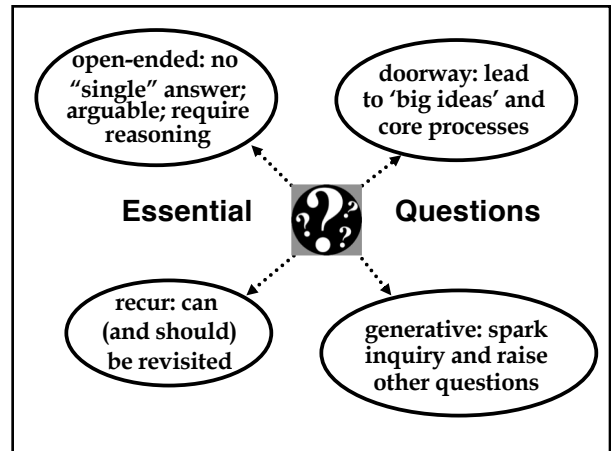 open-ended: no
“single” answer;
arguable; require
reasoning
doorway: lead
to ‘big ideas’ and
core processes
Essential
Questions
recur: can
(and should)
be revisited
generative: spark
inquiry and raise
other questions